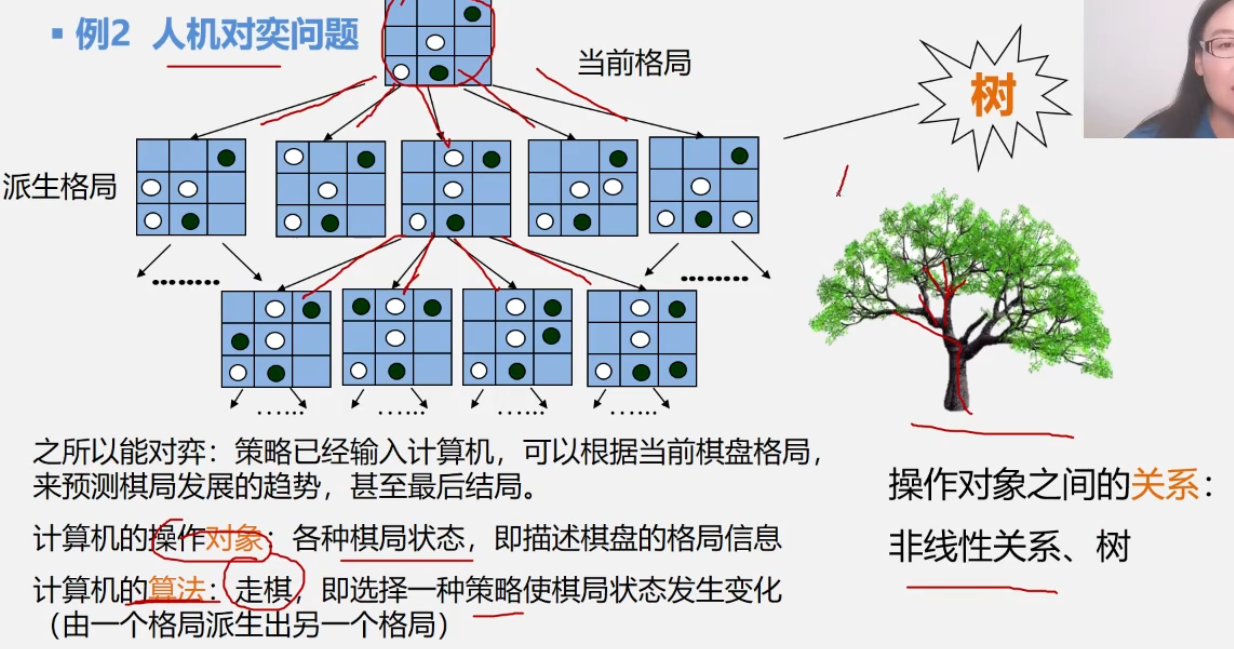 ▪ 例2 人机对奕问题
当前格局
树
派生格局
········
········
……
……
……
……
之所以能对弈：策略已经输入计算机，可以根据当前棋盘格局，
来预测棋局发展的趋势，甚至最后结局。
计算机的操作对象：各种棋局状态，即描述棋盘的格局信息
计算机的算法：走棋，即选择一种策略使棋局状态发生变化
（由一个格局派生出另一个格局）
操作对象之间的关系：
非线性关系、树